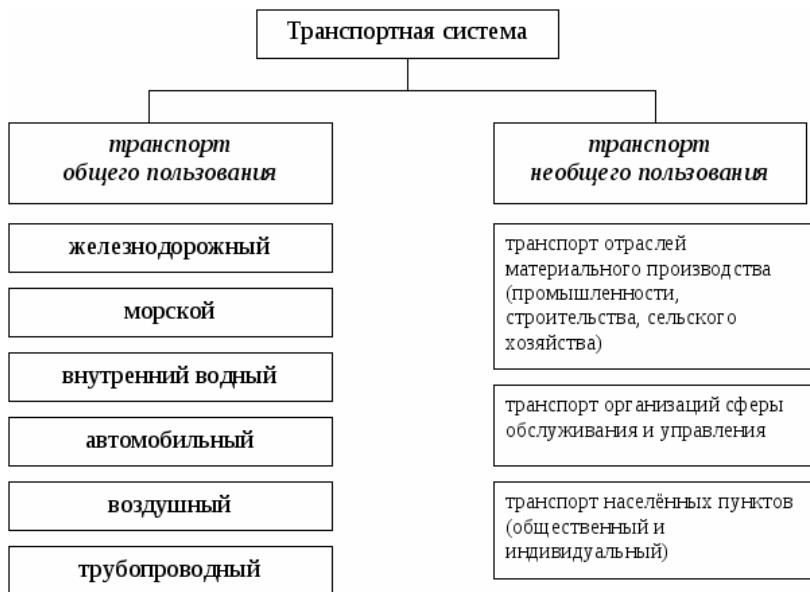 Транспортная система
транспорт
общего пользования
железнодорожный
морской
внутренний водный
автомобильный
воздушный
трубопроводный
транспорт
необщего пользования
транспорт отраслей
материального производства
(промышленности,
строительства, сельского
хозяйства)
транспорт организаций сферы
обслуживания и управления
транспорт населённых пунктов
(общественный и
индивидуальный)